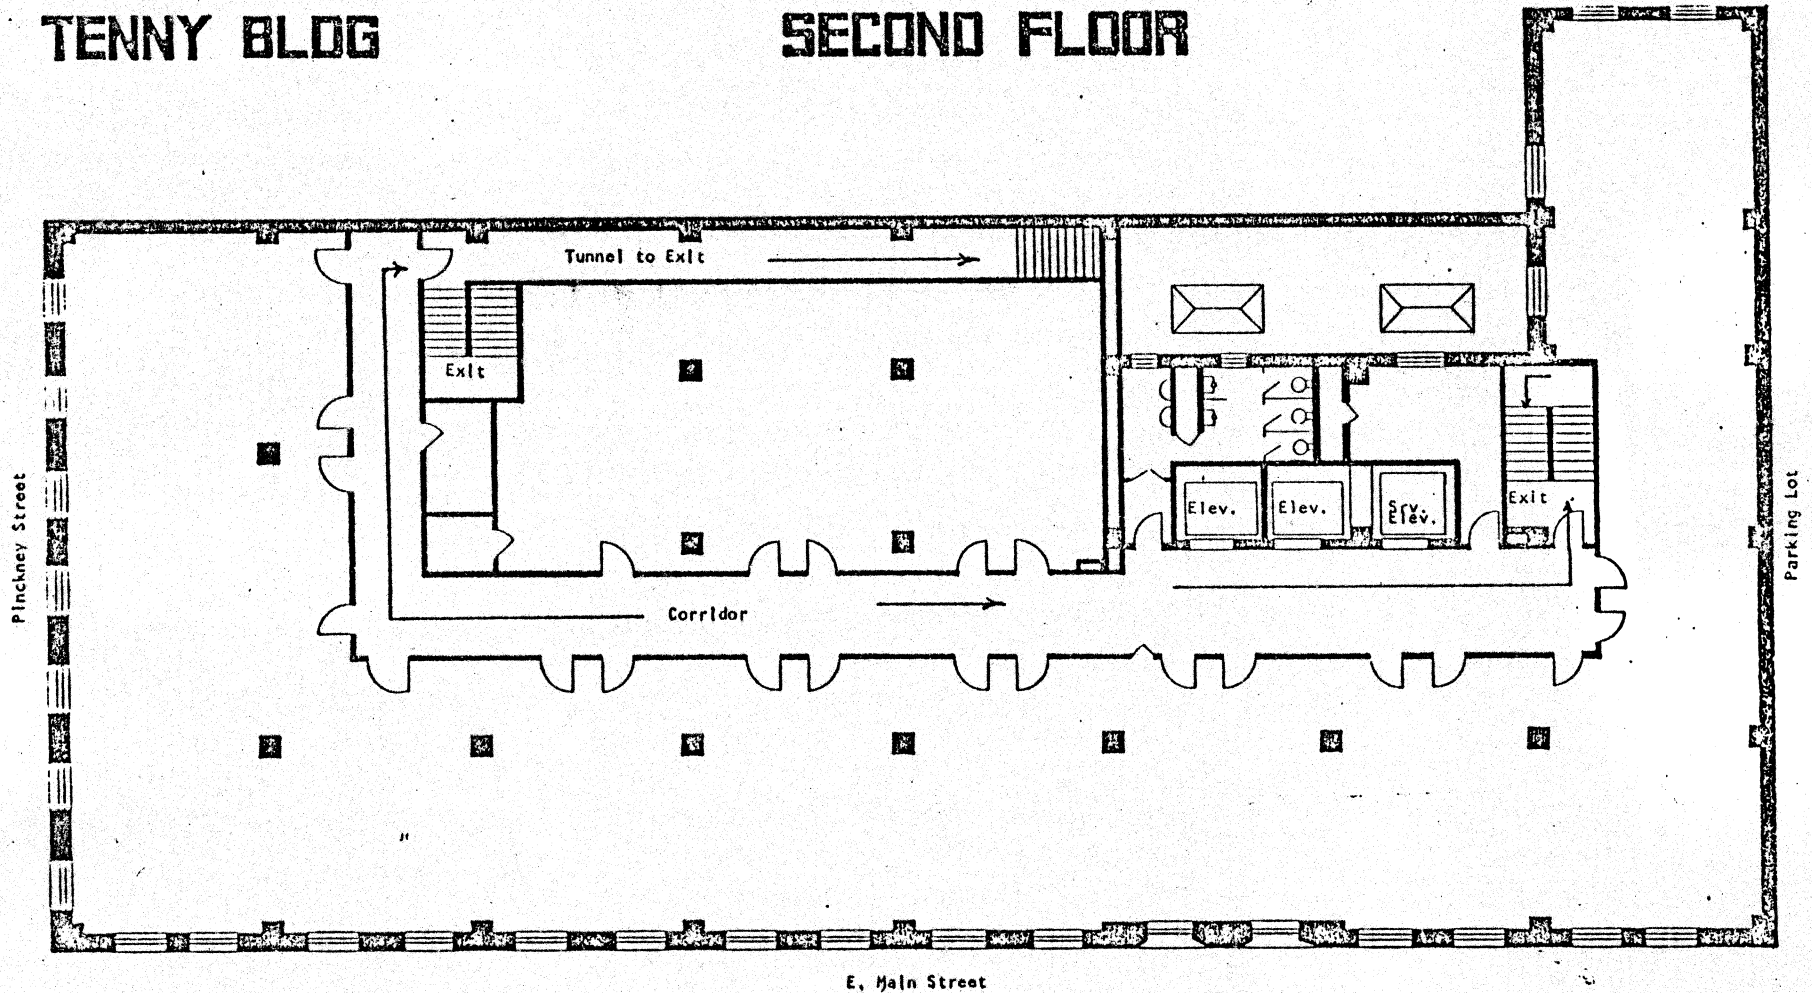 TENNY BLDG
SECOND FLOOR
Tunnel to Exit
Exit
Elev.
Elev.
Srv.
Elev.
Exit
Corridor
Pinckney Street
Parking Lot
E. Main Street